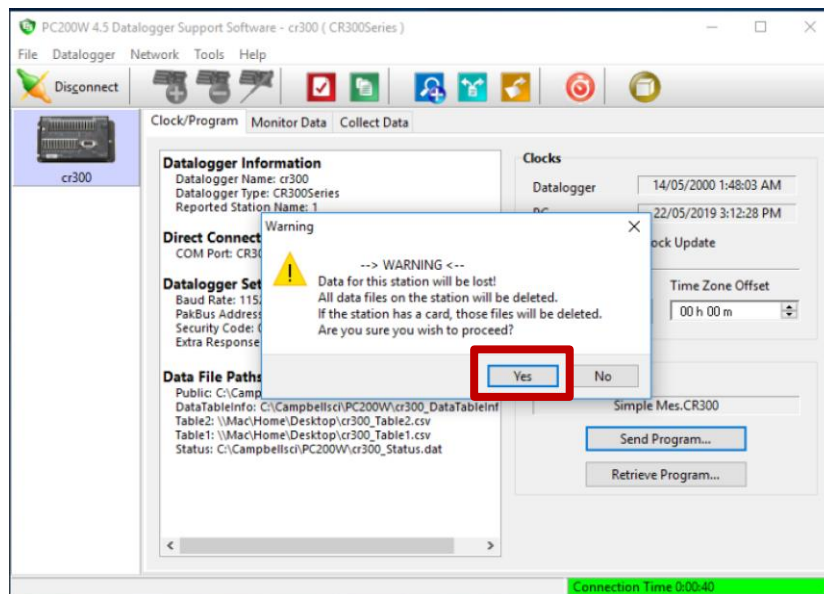 PC200W 4.5 Datalogger Support Software - cr300 ( CR300Series )
File Datalogger Network Tools Help
Disconnect
cr300
Clock/Program Monitor Data Collect Data
Datalogger Information
Datalogger Name: cr300
Datalogger Type: CR300Series
Reported Station Name: 1
Direct Connect
COM Port: CR30
Datalogger Set
Baud Rate: 1152
PakBus Address
Security Code: 0
Extra Response
Data File Paths
Public: C:\Camp
DataTableInfo: C:\Campbellsci\PC200W\cr300_DataTableInf
Table2: \\Mac\Home\Desktop\cr300_Table2.csv
Table1: \\Mac\Home\Desktop\cr300_Table1.csv
Status: C:\Campbellsci\PC200W\cr300_Status.dat
Clocks
Datalogger 14/05/2000 1:48:03 AM
PC 22/05/2019 3:12:28 PM
ock Update
Time Zone Offset
00 h 00 m
Warning
--> WARNING <--
Data for this station will be lost!
All data files on the station will be deleted.
If the station has a card, those files will be deleted.
Are you sure you wish to proceed?
Yes No
Simple Mes.CR300
Send Program...
Retrieve Program...
Connection Time 0:00:40